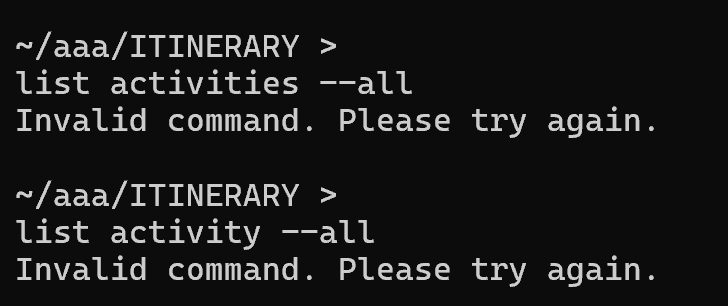 ~/aaa/ITINERARY >
list activities --all
Invalid command. Please try again.
~/aaa/ITINERARY >
list activity --all
Invalid command. Please try again.